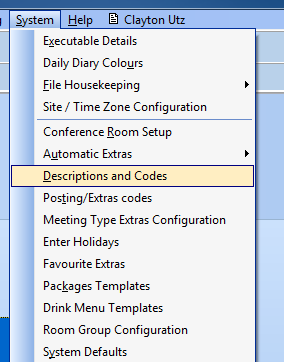 System Help Clayton Utz
Executable Details
Daily Diary Colours
File Housekeeping
Site / Time Zone Configuration
Conference Room Setup
Automatic Extras
Descriptions and Codes
Posting/Extras codes
Meeting Type Extras Configuration
Enter Holidays
Favourite Extras
Packages Templates
Drink Menu Templates
Room Group Configuration
System Defaults